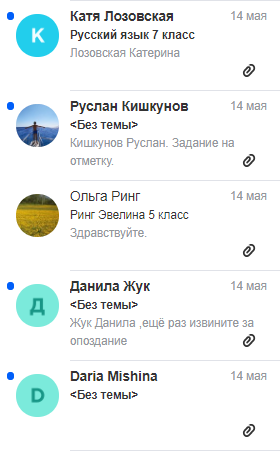 К
Катя Лозовская 14 мая
Русский язык 7 класс
Лозовская Катерина
Руслан Кишкунов 14 мая
<Без темы>
Кишкунов Руслан. Задание на
отметку.
Ольга Ринг 14 мая
Ринг Эвелина 5 класс
Здравствуйте.
Д
Данила Жук 14 мая
<Без темы>
Жук Данила ,ещё раз извините за
опоздание
D
Daria Mishina 14 мая
<Без темы>